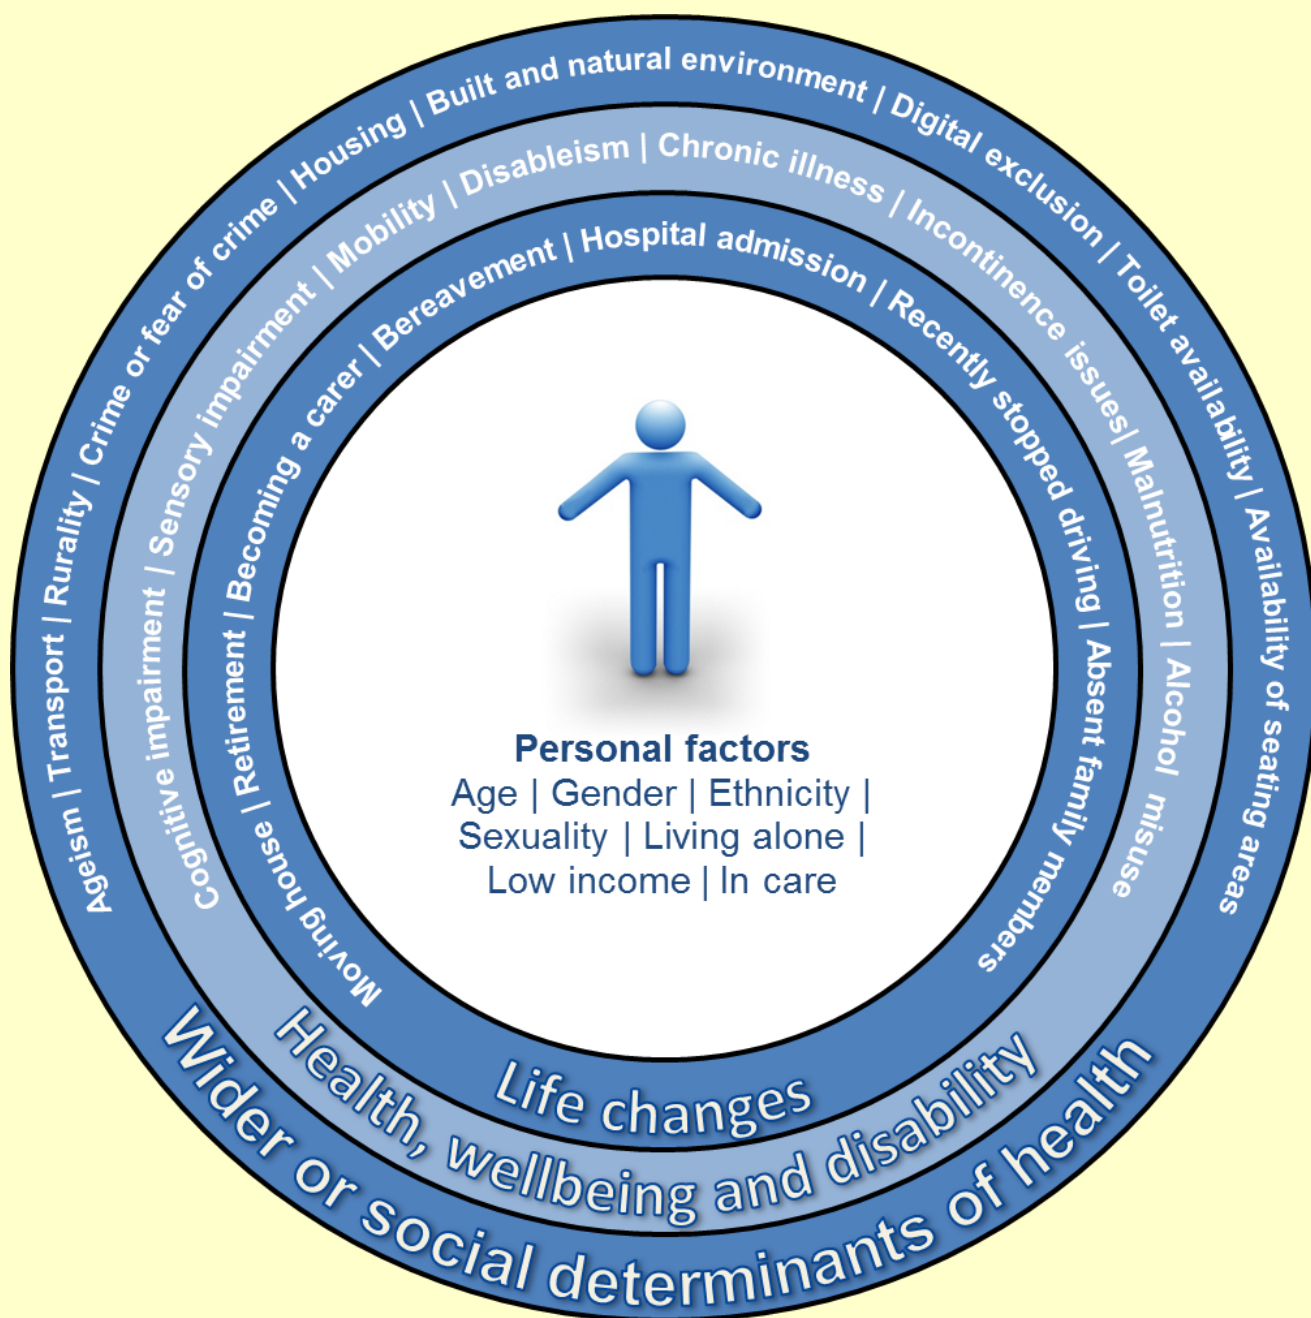 Ageism | Transport | Rurality | Crime or fear of crime | Housing | Built and natural environment | Digital exclusion | Toilet availability | Availability of seating areas
Cognitive impairment | Sensory impairment | Mobility | Disableism | Chronic illness | Incontinence issues| Malnutrition | Alcohol misuse
Moving house | Retirement | Becoming a carer | Bereavement | Hospital admission | Recently stopped driving | Absent family members
Personal factors
Age | Gender | Ethnicity |
Sexuality | Living alone |
Low income | In care
Life changes
Health, wellbeing and disability
Wider or social determinants of health